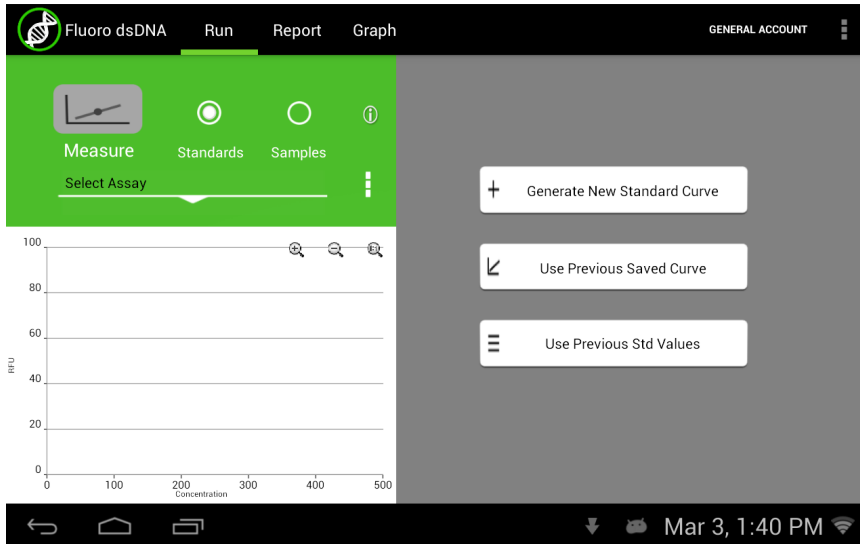 Fluoro dsDNA Run Report Graph GENERAL ACCOUNT
Measure Standards Samples
Select Assay
Generate New Standard Curve
Use Previous Saved Curve
Use Previous Std Values
100
80
60
40
20
0
RFU
0 100 200 300 400 500
Concentration
Mar 3, 1:40 PM